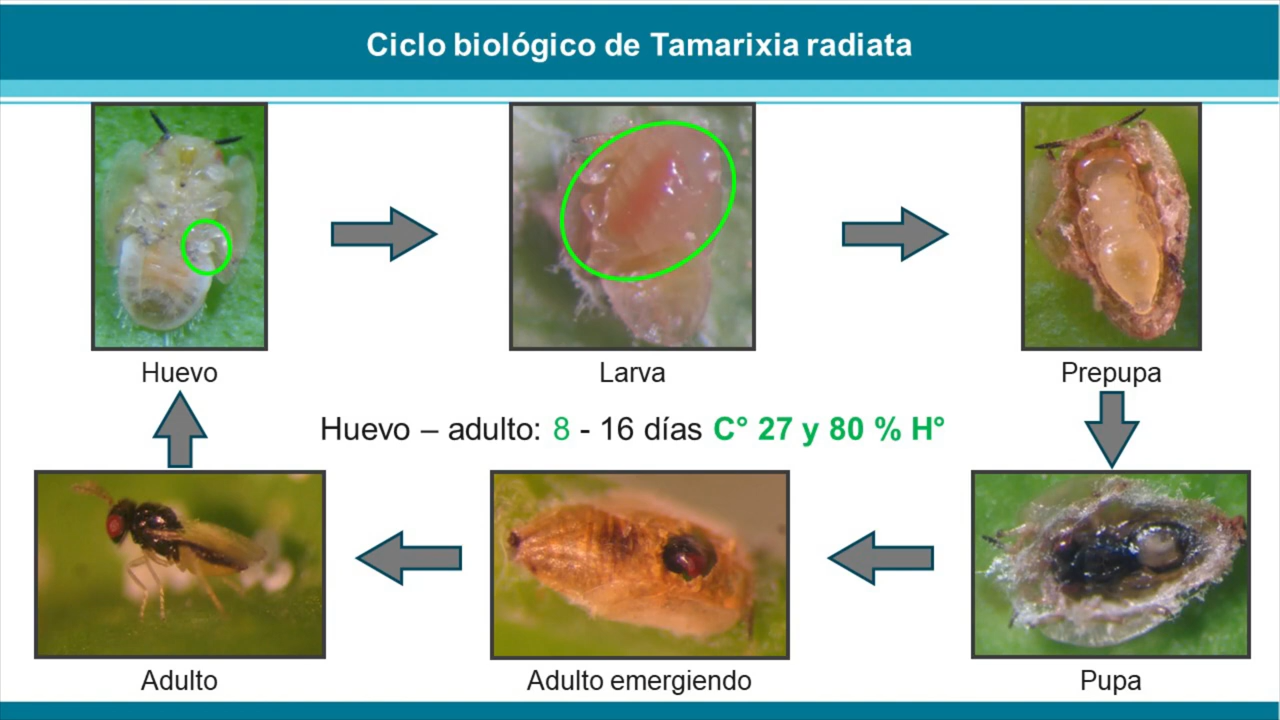 Ciclo biológico de Tamarixia radiata
Huevo
Larva
Prepupa
Huevo – adulto: 8 - 16 días C° 27 y 80 % H°
Adulto
Adulto emergiendo
Pupa